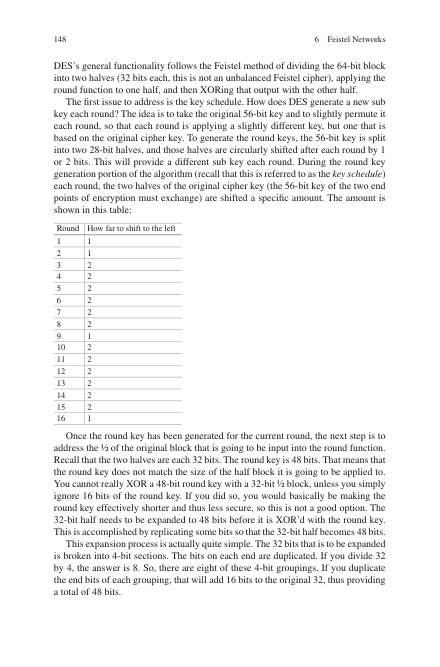 148
6 Feistel Networks
DES's general functionality follows the Feistel method of dividing the 64-bit block
into two halves (32 bits each, this is not an unbalanced Feistel cipher), applying the
round function to one half, and then XORing that output with the other half.
The first issue to address is the key schedule. How does DES generate a new sub
key each round? The idea is to take the original 56-bit key and to slightly permute it
each round, so that each round is applying a slightly different key, but one that is
based on the original cipher key. To generate the round keys, the 56-bit key is split
into two 28-bit halves, and those halves are circularly shifted after each round by 1
or 2 bits. This will provide a different sub key each round. During the round key
generation portion of the algorithm (recall that this is referred to as the key schedule)
each round, the two halves of the original cipher key (the 56-bit key of the two end
points of encryption must exchange) are shifted a specific amount. The amount is
shown in this table:
Round How far to shift to the left
1 1
2 1
3 2
4 2
5 2
6 2
7 2
8 2
9 1
10 2
11 2
12 2
13 2
14 2
15 2
16 1
Once the round key has been generated for the current round, the next step is to
address the ½ of the original block that is going to be input into the round function.
Recall that the two halves are each 32 bits. The round key is 48 bits. That means that
the round key does not match the size of the half block it is going to be applied to.
You cannot really XOR a 48-bit round key with a 32-bit ½ block, unless you simply
ignore 16 bits of the round key. If you did so, you would basically be making the
round key effectively shorter and thus less secure, so this is not a good option. The
32-bit half needs to be expanded to 48 bits before it is XOR'd with the round key.
This is accomplished by replicating some bits so that the 32-bit half becomes 48 bits.
This expansion process is actually quite simple. The 32 bits that is to be expanded
is broken into 4-bit sections. The bits on each end are duplicated. If you divide 32
by 4, the answer is 8. So, there are eight of these 4-bit groupings. If you duplicate
the end bits of each grouping, that will add 16 bits to the original 32, thus providing
a total of 48 bits.